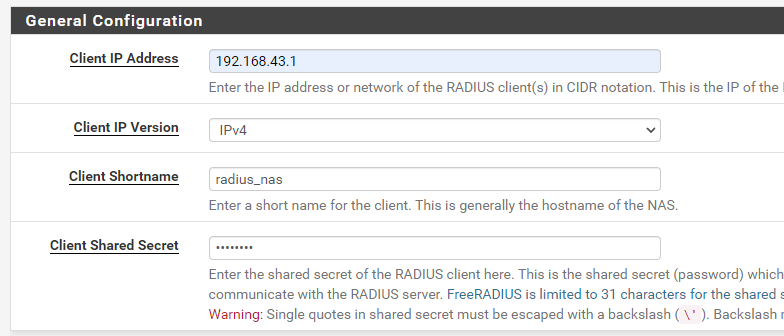 General Configuration
Client IP Address
192.168.43.1
Enter the IP address or network of the RADIUS client(s) in CIDR notation. This is the IP of the
Client IP Version
IPv4
Client Shortname
radius_nas
Enter a short name for the client. This is generally the hostname of the NAS.
Client Shared Secret
••••••••
Enter the shared secret of the RADIUS client here. This is the shared secret (password) which
communicate with the RADIUS server. FreeRADIUS is limited to 31 characters for the shared
Warning: Single quotes in shared secret must be escaped with a backslash ( \' ). Backslash